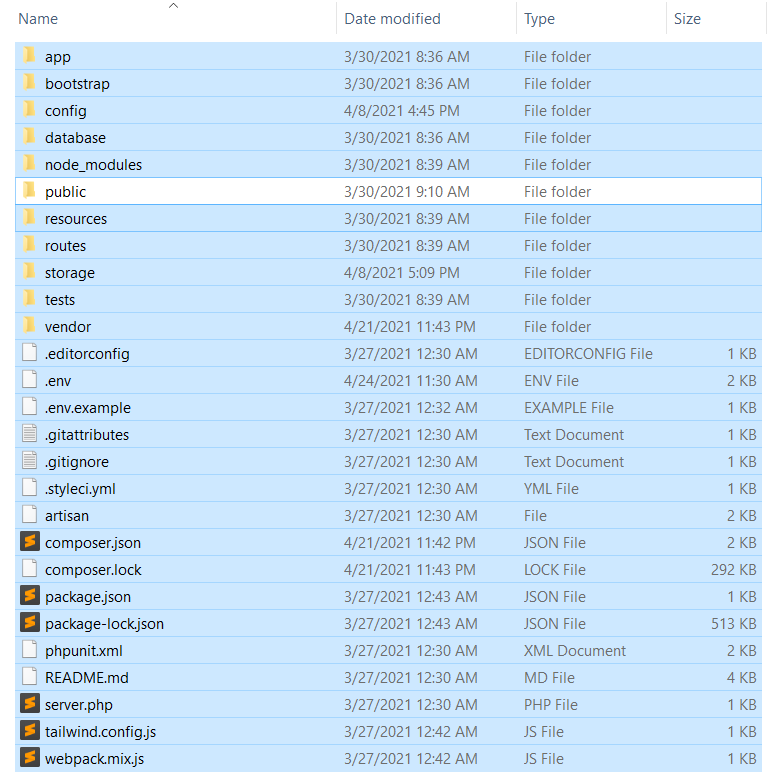 Name Date modified Type Size
app 3/30/2021 8:36 AM File folder
bootstrap 3/30/2021 8:36 AM File folder
config 4/8/2021 4:45 PM File folder
database 3/30/2021 8:36 AM File folder
node_modules 3/30/2021 8:39 AM File folder
public 3/30/2021 9:10 AM File folder
resources 3/30/2021 8:39 AM File folder
routes 3/30/2021 8:39 AM File folder
storage 4/8/2021 5:09 PM File folder
tests 3/30/2021 8:39 AM File folder
vendor 4/21/2021 11:43 PM File folder
.editorconfig 3/27/2021 12:30 AM EDITORCONFIG File 1 KB
.env 4/24/2021 11:30 AM ENV File 2 KB
.env.example 3/27/2021 12:32 AM EXAMPLE File 1 KB
.gitattributes 3/27/2021 12:30 AM Text Document 1 KB
.gitignore 3/27/2021 12:30 AM Text Document 1 KB
.styleci.yml 3/27/2021 12:30 AM YML File 1 KB
artisan 3/27/2021 12:30 AM File 2 KB
composer.json 4/21/2021 11:42 PM JSON File 2 KB
composer.lock 4/21/2021 11:43 PM LOCK File 292 KB
package.json 3/27/2021 12:43 AM JSON File 1 KB
package-lock.json 3/27/2021 12:43 AM JSON File 513 KB
phpunit.xml 3/27/2021 12:30 AM XML Document 2 KB
README.md 3/27/2021 12:30 AM MD File 4 KB
server.php 3/27/2021 12:30 AM PHP File 1 KB
tailwind.config.js 3/27/2021 12:42 AM JS File 1 KB
webpack.mix.js 3/27/2021 12:42 AM JS File 1 KB